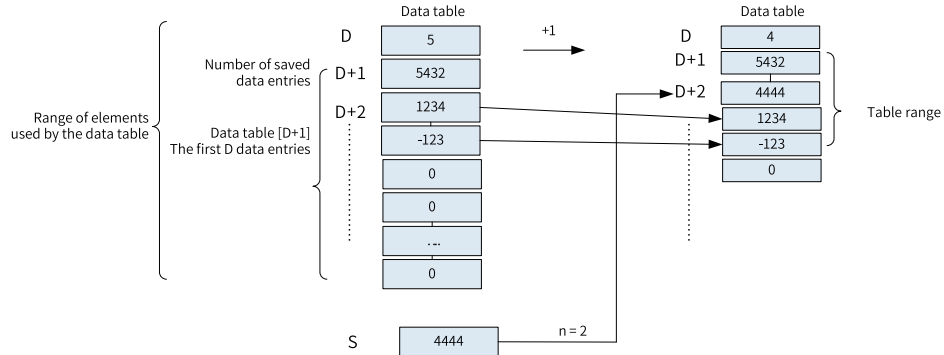 Data table
Data table
D
5
+1
D
4
Number of saved
data entries
D+1
5432
D+1
5432
D+2
1234
D+2
4444
Range of elements
used by the data table
Data table [D+1]
The first D data entries
-123
1234
Table range
-123
0
0
0
...
0
S
4444
n = 2